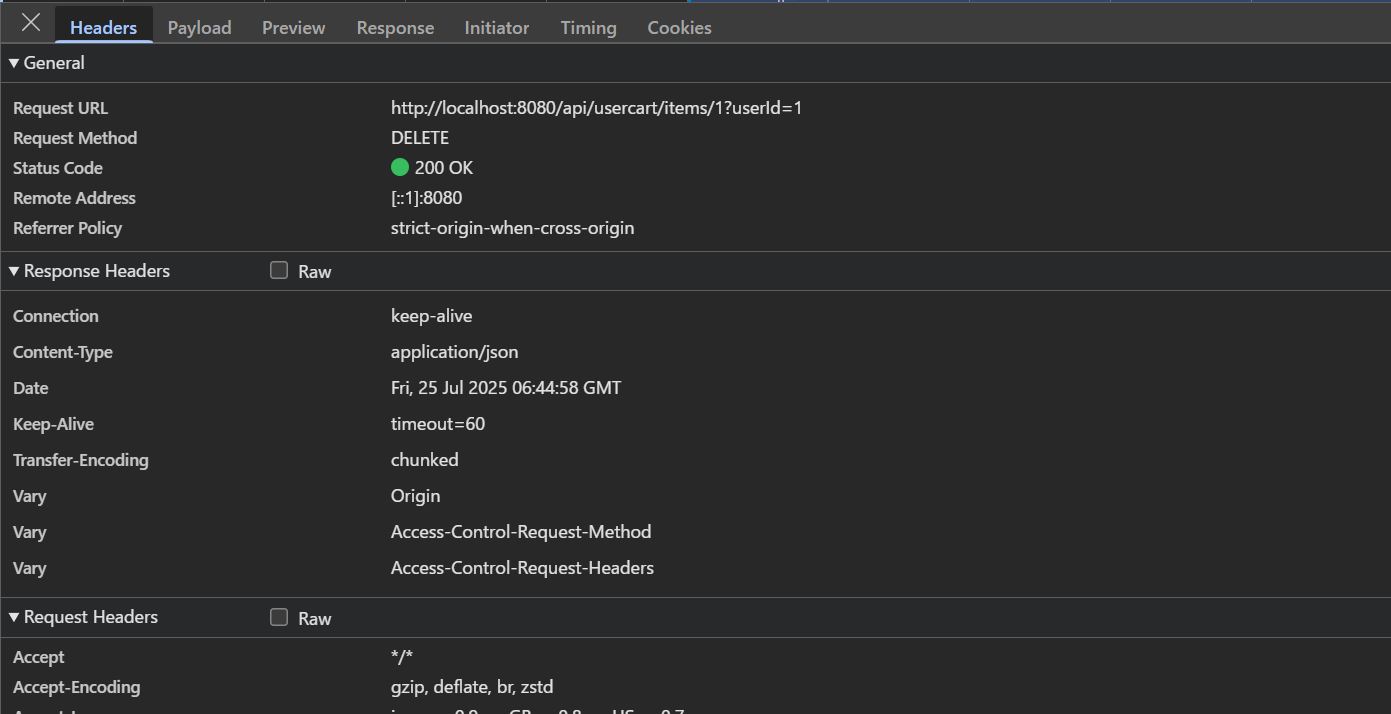 Headers Payload Preview Response Initiator Timing Cookies
General
Request URL http://localhost:8080/api/usercart/items/1?userId=1
Request Method DELETE
Status Code 200 OK
Remote Address [::1]:8080
Referrer Policy strict-origin-when-cross-origin
Response Headers Raw
Connection keep-alive
Content-Type application/json
Date Fri, 25 Jul 2025 06:44:58 GMT
Keep-Alive timeout=60
Transfer-Encoding chunked
Vary Origin
Vary Access-Control-Request-Method
Vary Access-Control-Request-Headers
Request Headers Raw
Accept */*
Accept-Encoding gzip, deflate, br, zstd